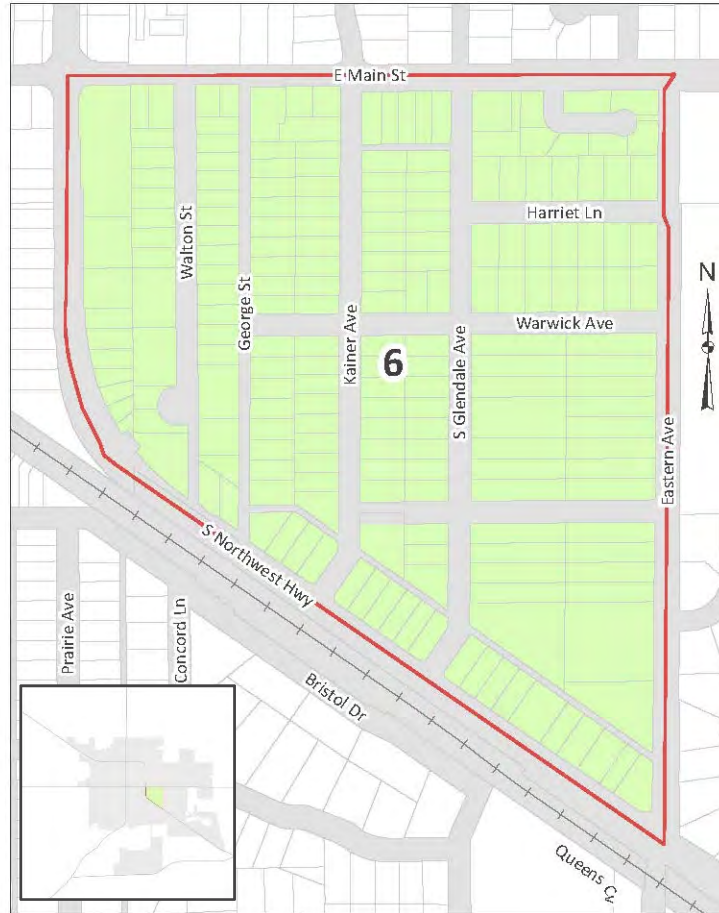 E Main St
Harriet Ln
Walton St
George St
Kainer Ave
S Glendale Ave
Warwick Ave
N
6
Eastern Ave
S Northwest Hwy
Prairie Ave
Concord Ln
Bristol Dr
Queens Cv